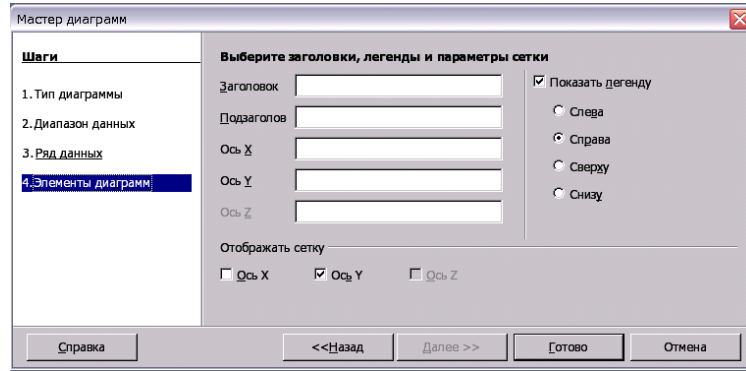 Мастер диаграмм
Шаги
1.Тип диаграммы
2.Диапазон данных
3.Ряд данных
4.Элементы диаграмм
Выберите заголовки, легенды и параметры сетки
Заголовок
Подзаголов
Ось X
Ось Y
Ось Z
Показать легенду
Слева
Справа
Сверху
Снизу
Отображать сетку
Ось X
Ось Y
Ось Z
Справка
<<Назад
Далее >>
Готово
Отмена